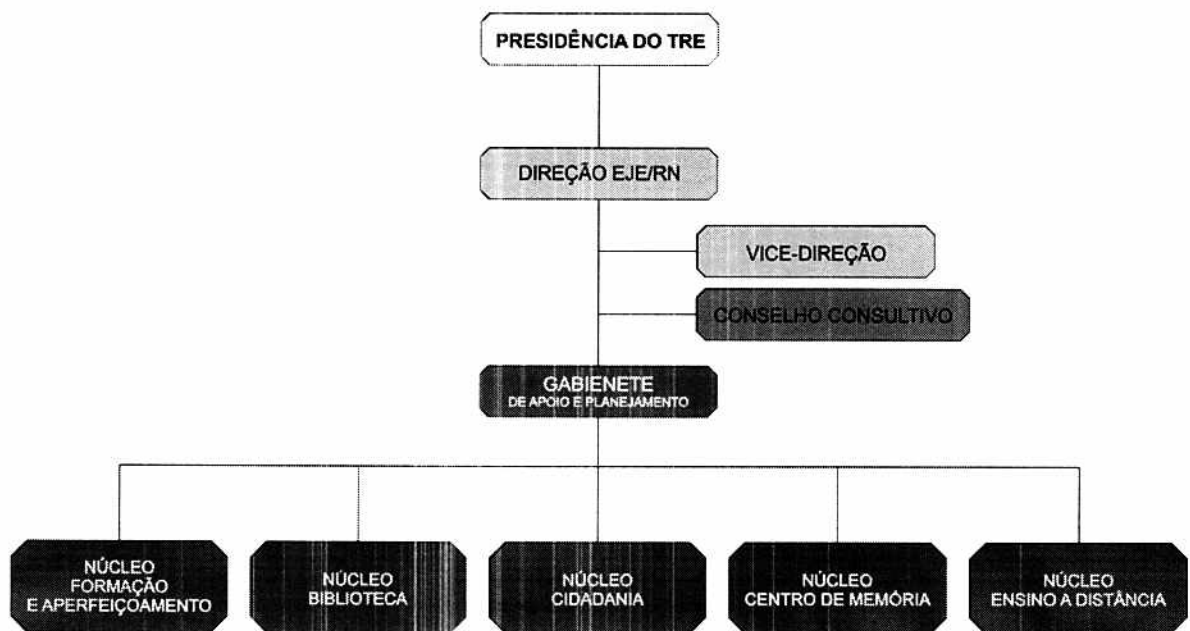 PRESIDÊNCIA DO TRE
DIREÇÃO EJE/RN
VICE-DIREÇÃO
CONSELHO CONSULTIVO
GABIENETE
DE APOIO E PLANEJAMENTO
NÚCLEO
FORMAÇÃO
E APERFEIÇOAMENTO
NÚCLEO
BIBLIOTECA
NÚCLEO
CIDADANIA
NÚCLEO
CENTRO DE MEMÓRIA
NÚCLEO
ENSINO A DISTÂNCIA